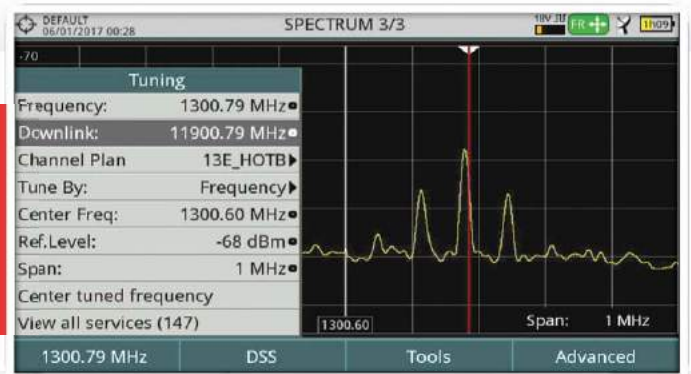 DEFAULT
06/01/2017 00:28
SPECTRUM 3/3
18V
FR
1h09
-70
Tuning
Frequency: 1300.79 MHz
Downlink: 11900.79 MHz
Channel Plan 13E_HOTB
Tune By: Frequency
Center Freq: 1300.60 MHz
Ref.Level: -68 dBm
Span: 1 MHz
Center tuned frequency
View all services (147)
1300.60
Span: 1 MHz
1300.79 MHz
DSS
Tools
Advanced